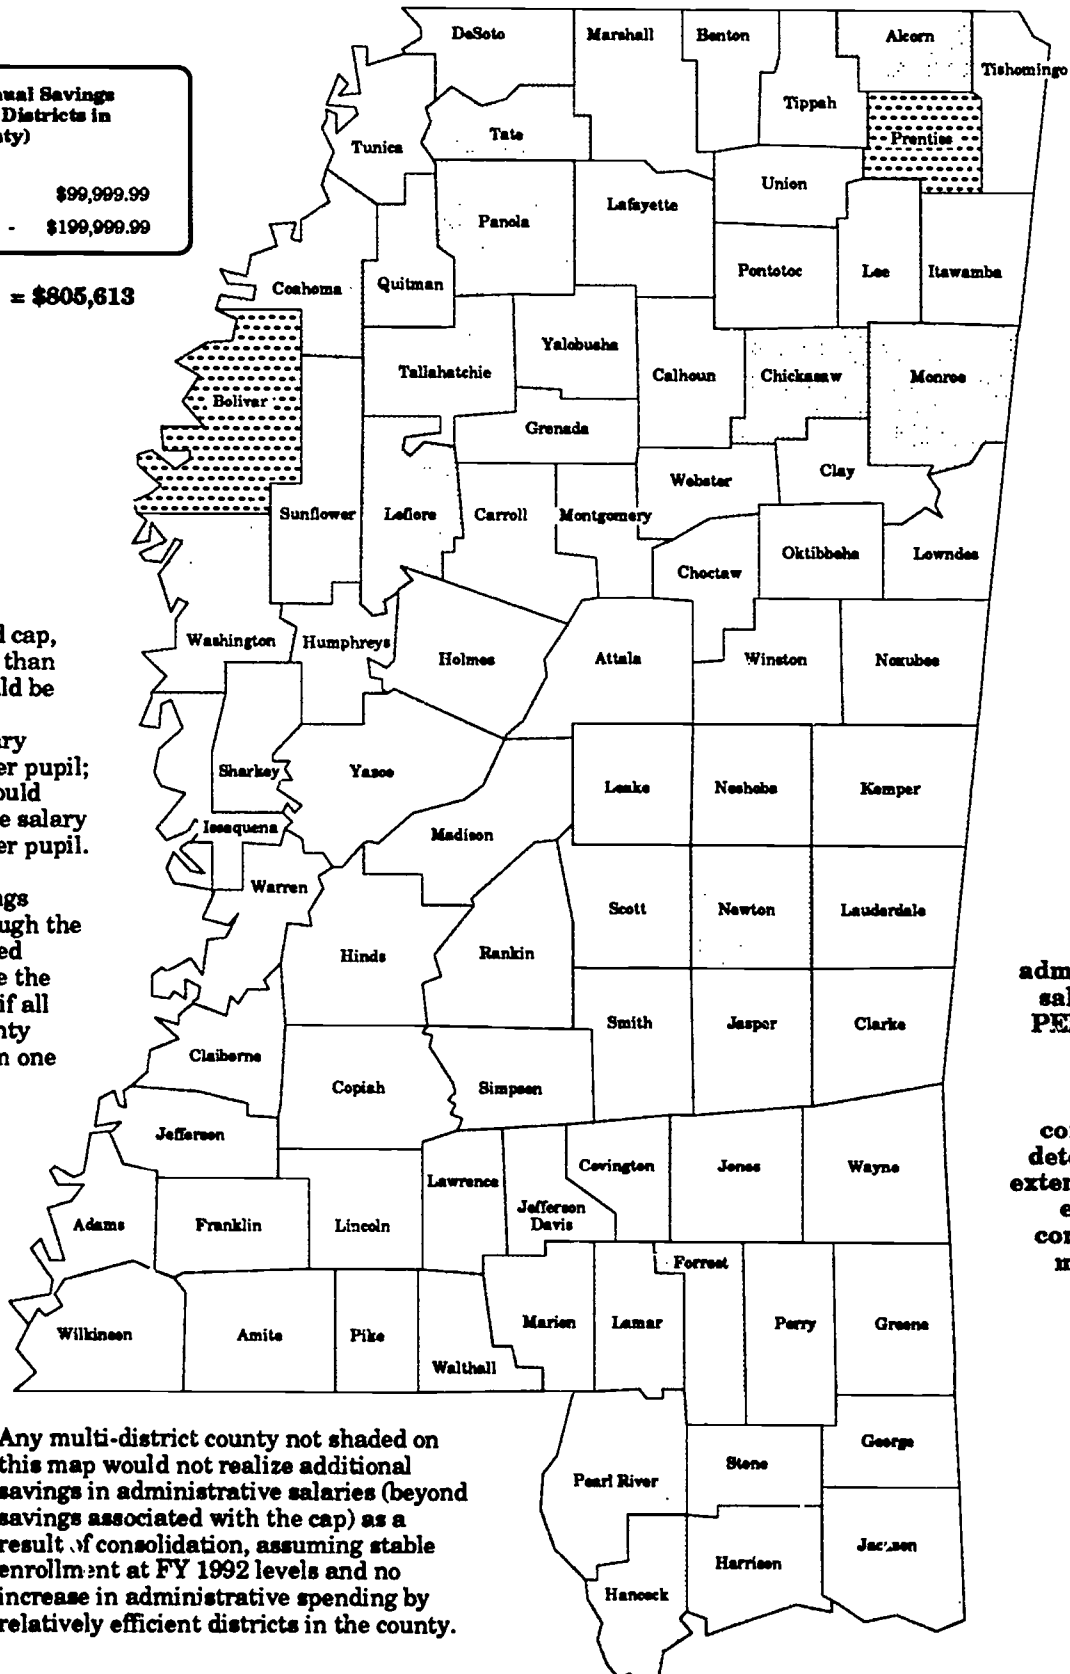 DeSoto
Marshall
Benton
Alcorn
Tishomingo
ual Savings
Districts in
ty)
Tippah
Prentiss
Tunica
Tate
$99,999.99
- $199,999.99
Union
Panola
Lafayette
Pontotoc
Lee
Itawamba
= $805,613
Coahoma
Quitman
Yalobusha
Tallahatchie
Calhoun
Chickasaw
Monroe
Bolivar
Grenada
Webster
Clay
Sunflower
Leflore
Carroll
Montgomery
Oktibbeha
Lowndes
Choctaw
d cap,
than
ld be
Washington
Humphreys
Holmes
Attala
Winston
Noxubee
ary
er pupil;
ould
e salary
er pupil.
Sharkey
Yazoo
Leake
Neshoba
Kemper
Issaquena
Madison
Warren
ngs
ugh the
ed
e the
if all
nty
n one
Scott
Newton
Lauderdale
Hinds
Rankin
adm
sal
PE
Smith
Jasper
Clarke
Claiborne
Copiah
Simpson
Jefferson
Lawrence
Covington
Jones
Wayne
co
dete
exter
e
cor
m
Adams
Franklin
Lincoln
Jefferson
Davis
Forrest
Wilkinson
Amite
Pike
Walthall
Marion
Lamar
Perry
Greene
Any multi-district county not shaded on
this map would not realize additional
savings in administrative salaries (beyond
savings associated with the cap) as a
result of consolidation, assuming stable
enrollment at FY 1992 levels and no
increase in administrative spending by
relatively efficient districts in the county.
Pearl River
Stone
George
Hancock
Harrison
Jackson